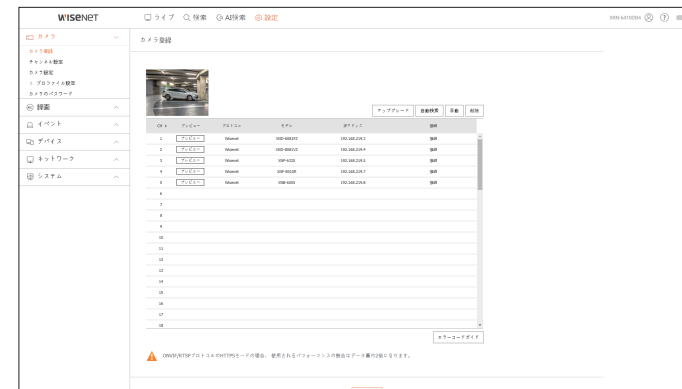 WISENET
ライブ 検索 AI検索 設定
カメラ
カメラ登録
チャンネル設定
カメラ設定
> プロファイル設定
カメラのパスワード
録画
イベント
デバイス
ネットワーク
システム
カメラ登録
アップグレード 自動検索 手動 削除
CH プレビュー プロトコル モデル IPアドレス 接続
1 プレビュー Wisenet 192.168.219.3 接続
2 プレビュー Wisenet 192.168.219.4 接続
3 プレビュー Wisenet 192.168.219.5 接続
4 プレビュー Wisenet 192.168.219.7 接続
5 プレビュー Wisenet 192.168.219.8 接続
6
7
8
9
10
11
12
13
14
15
16
17
18
エラーコードガイド
ONVIF/RTSPプロトコルのHTTPSモードの場合、使用されるパフォーマンスの割合はデータ量の2倍になります。